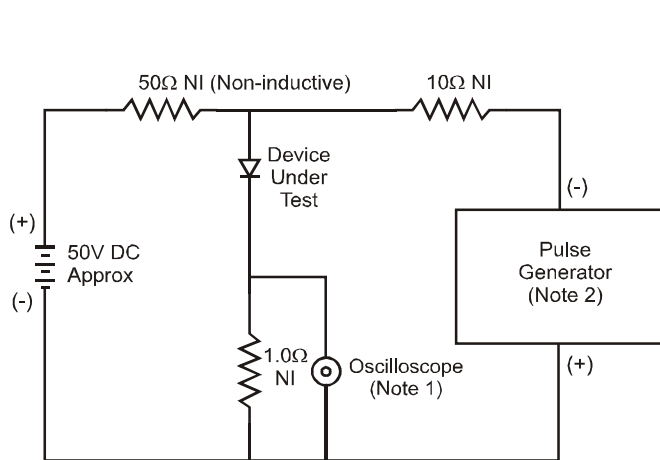 50Ω NI (Non-inductive)
10Ω NI
Device
Under
Test
(-)
(+)
50V DC
Approx
(-)
Pulse
Generator
(Note 2)
1.0Ω
NI
Oscilloscope
(Note 1)
(+)